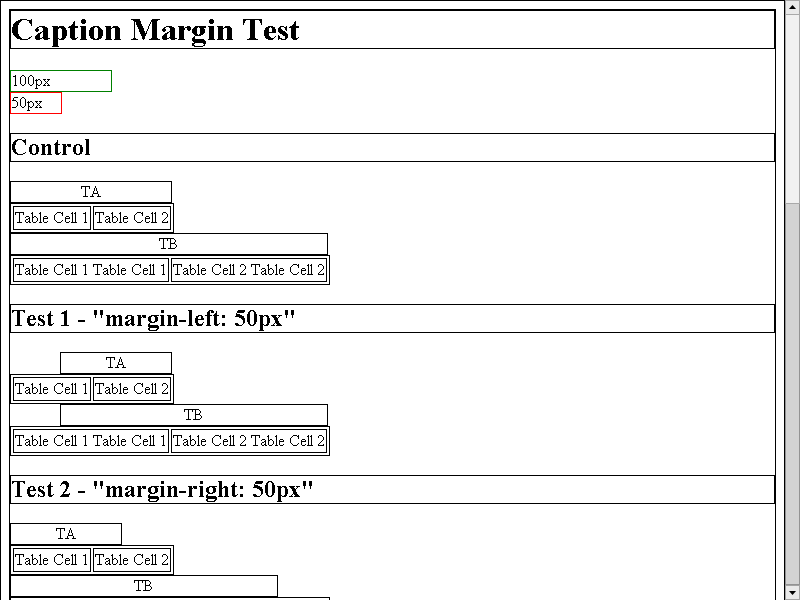 Caption Margin Test
100px
50px
Control
TA
Table Cell 1 Table Cell 2
TB
Table Cell 1 Table Cell 1 Table Cell 2 Table Cell 2
Test 1 - "margin-left: 50px"
TA
Table Cell 1 Table Cell 2
TB
Table Cell 1 Table Cell 1 Table Cell 2 Table Cell 2
Test 2 - "margin-right: 50px"
TA
Table Cell 1 Table Cell 2
TB